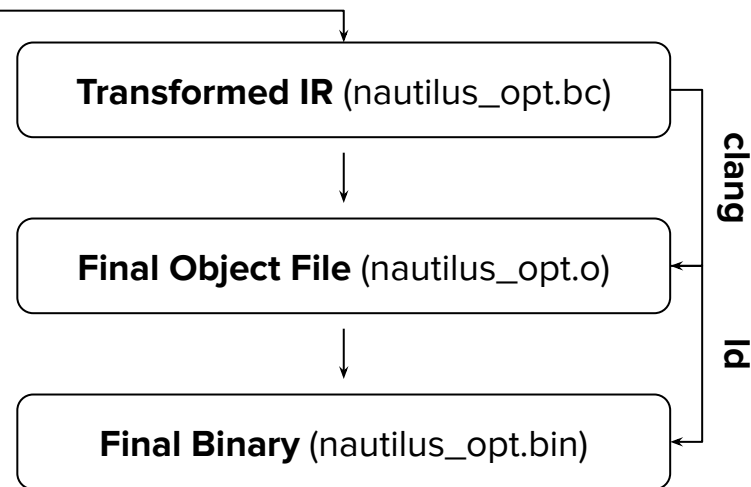 Transformed IR (nautilus_opt.bc)
clang
Final Object File (nautilus_opt.o)
ld
Final Binary (nautilus_opt.bin)